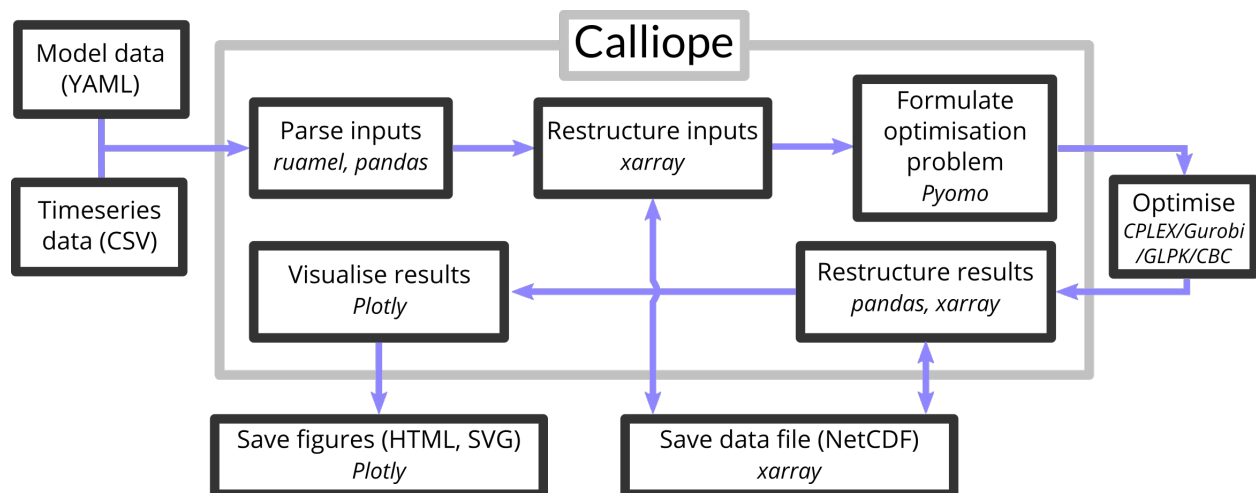 Calliope
Model data
(YAML)
Timeseries
data (CSV)
Parse inputs
ruamel, pandas
Restructure inputs
xarray
Formulate
optimisation
problem
Pyomo
Optimise
CPLEX/Gurobi
/GLPK/CBC
Restructure results
pandas, xarray
Visualise results
Plotly
Save figures (HTML, SVG)
Plotly
Save data file (NetCDF)
xarray